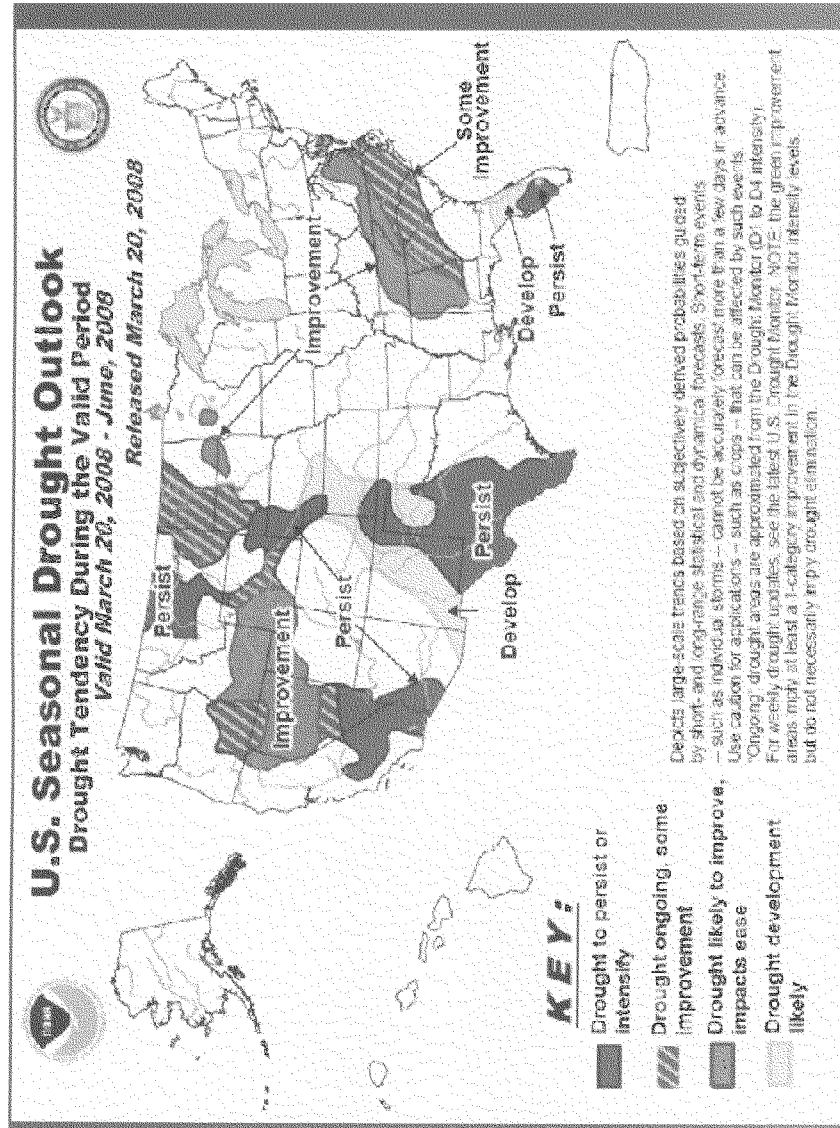 U.S. Seasonal Drought Outlook
Drought Tendency During the Valid Period
Valid March 20, 2008 - June, 2008
Released March 20, 2008
Persist
Improvement
Persist
Develop
Persist
Improvement
Some
Improvement
Develop
Persist
KEY:
Drought to persist or
intensify
Drought ongoing, some
improvement
Drought likely to improve,
impacts ease
Drought development
likely
Depicts large-scale trends based on subjectively derived probabilities guided
by short- and long-range statistical and dynamical forecasts. Short-term events
-- such as individual storms -- cannot be accurately forecast more than a few days in advance.
Use caution for applications -- such as crops -- that can be affected by such events.
"Ongoing" drought areas are approximated from the Drought Monitor (D1 to D4 intensity).
For weekly drought updates, see the latest U.S. Drought Monitor. NOTE: the green improvement
areas imply at least a 1-category improvement in the Drought Monitor intensity levels,
but do not necessarily imply drought elimination.